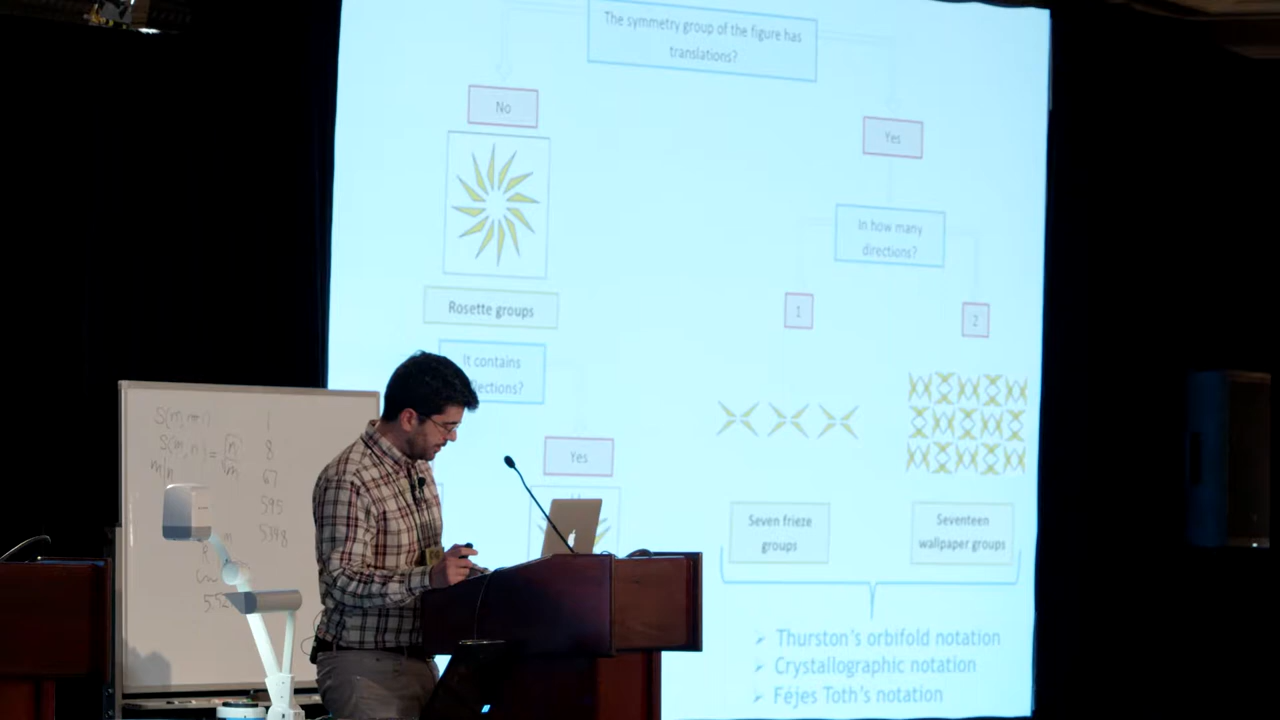 The symmetry group of the figure has
translations?
No
Yes
In how many
directions?
1
2
Rosette groups
It contains
Yes
Seven frieze
groups
Seventeen
wallpaper groups
➢ Thurston's orbifold notation
➢ Crystallographic notation
➢ Féjes Toth's notation
S(m,n)=
m/n
1
8
67
595